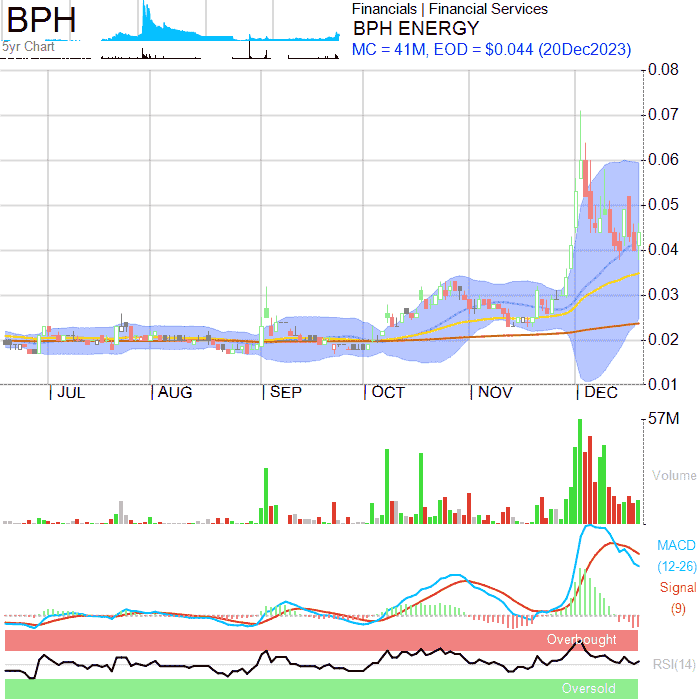 BPH
5yr Chart
Financials | Financial Services
BPH ENERGY
MC = 41M, EOD = $0.044 (20Dec2023)
0.08
0.07
0.06
0.05
0.04
0.03
0.02
0.01
JUL AUG SEP OCT NOV DEC
57M
Volume
MACD
(12-26)
Signal
(9)
Overbought
RSI(14)
Oversold